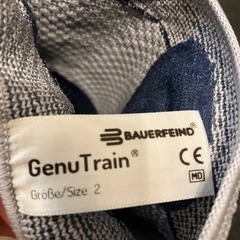 BAUERFEIND®
GenuTrain®
CE
Größe/Size 2
MD